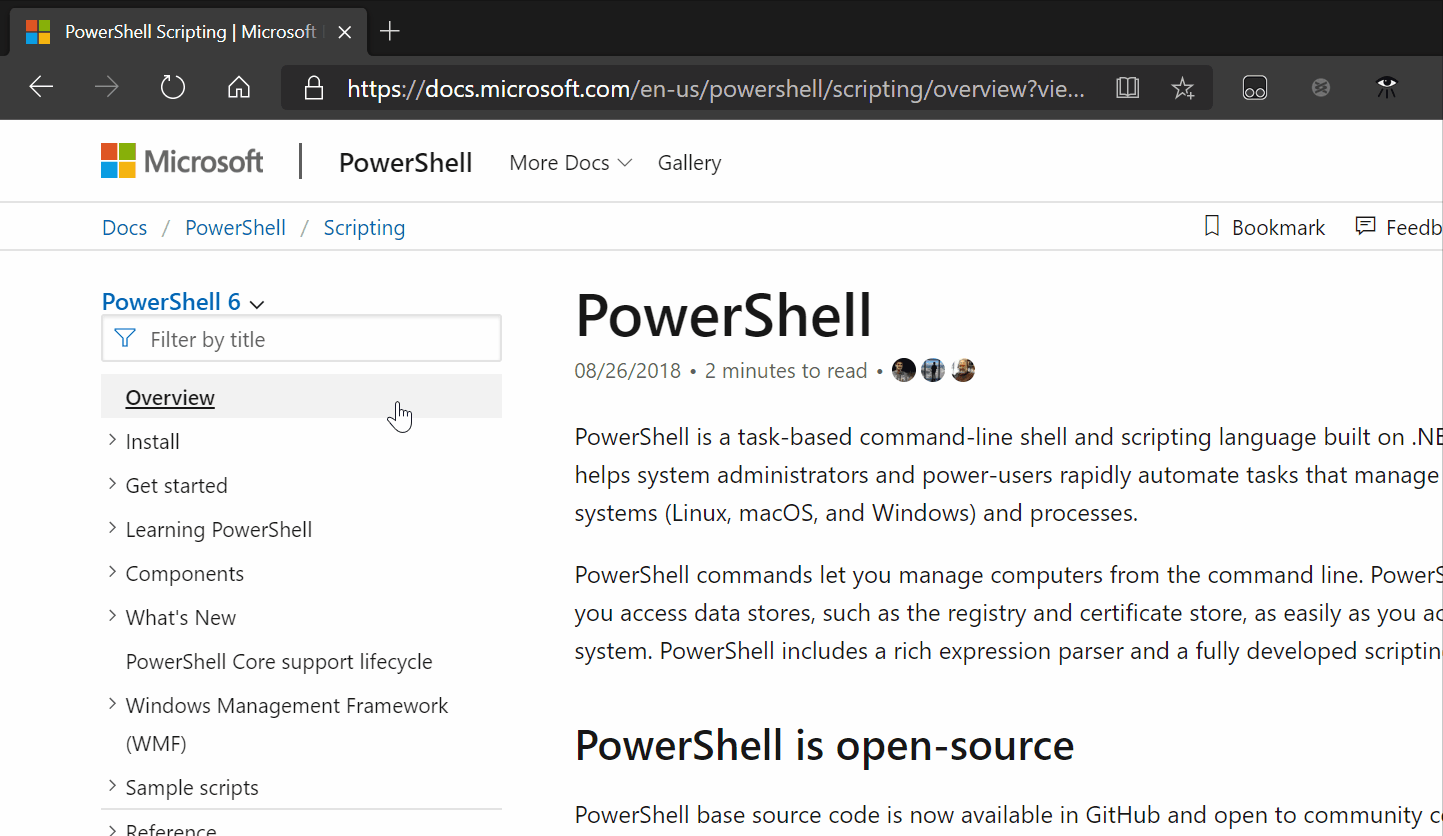 PowerShell Scripting | Microsoft
https://docs.microsoft.com/en-us/powershell/scripting/overview?vie...
Microsoft
PowerShell
More Docs
Gallery
Docs / PowerShell / Scripting
Bookmark
Feedb
PowerShell 6
Filter by title
Overview
Install
Get started
Learning PowerShell
Components
What's New
PowerShell Core support lifecycle
Windows Management Framework
(WMF)
Sample scripts
Reference
PowerShell
08/26/2018 • 2 minutes to read •
PowerShell is a task-based command-line shell and scripting language built on .NE
helps system administrators and power-users rapidly automate tasks that manage
systems (Linux, macOS, and Windows) and processes.
PowerShell commands let you manage computers from the command line. PowerS
you access data stores, such as the registry and certificate store, as easily as you ac
system. PowerShell includes a rich expression parser and a fully developed scriptin
PowerShell is open-source
PowerShell base source code is now available in GitHub and open to community c